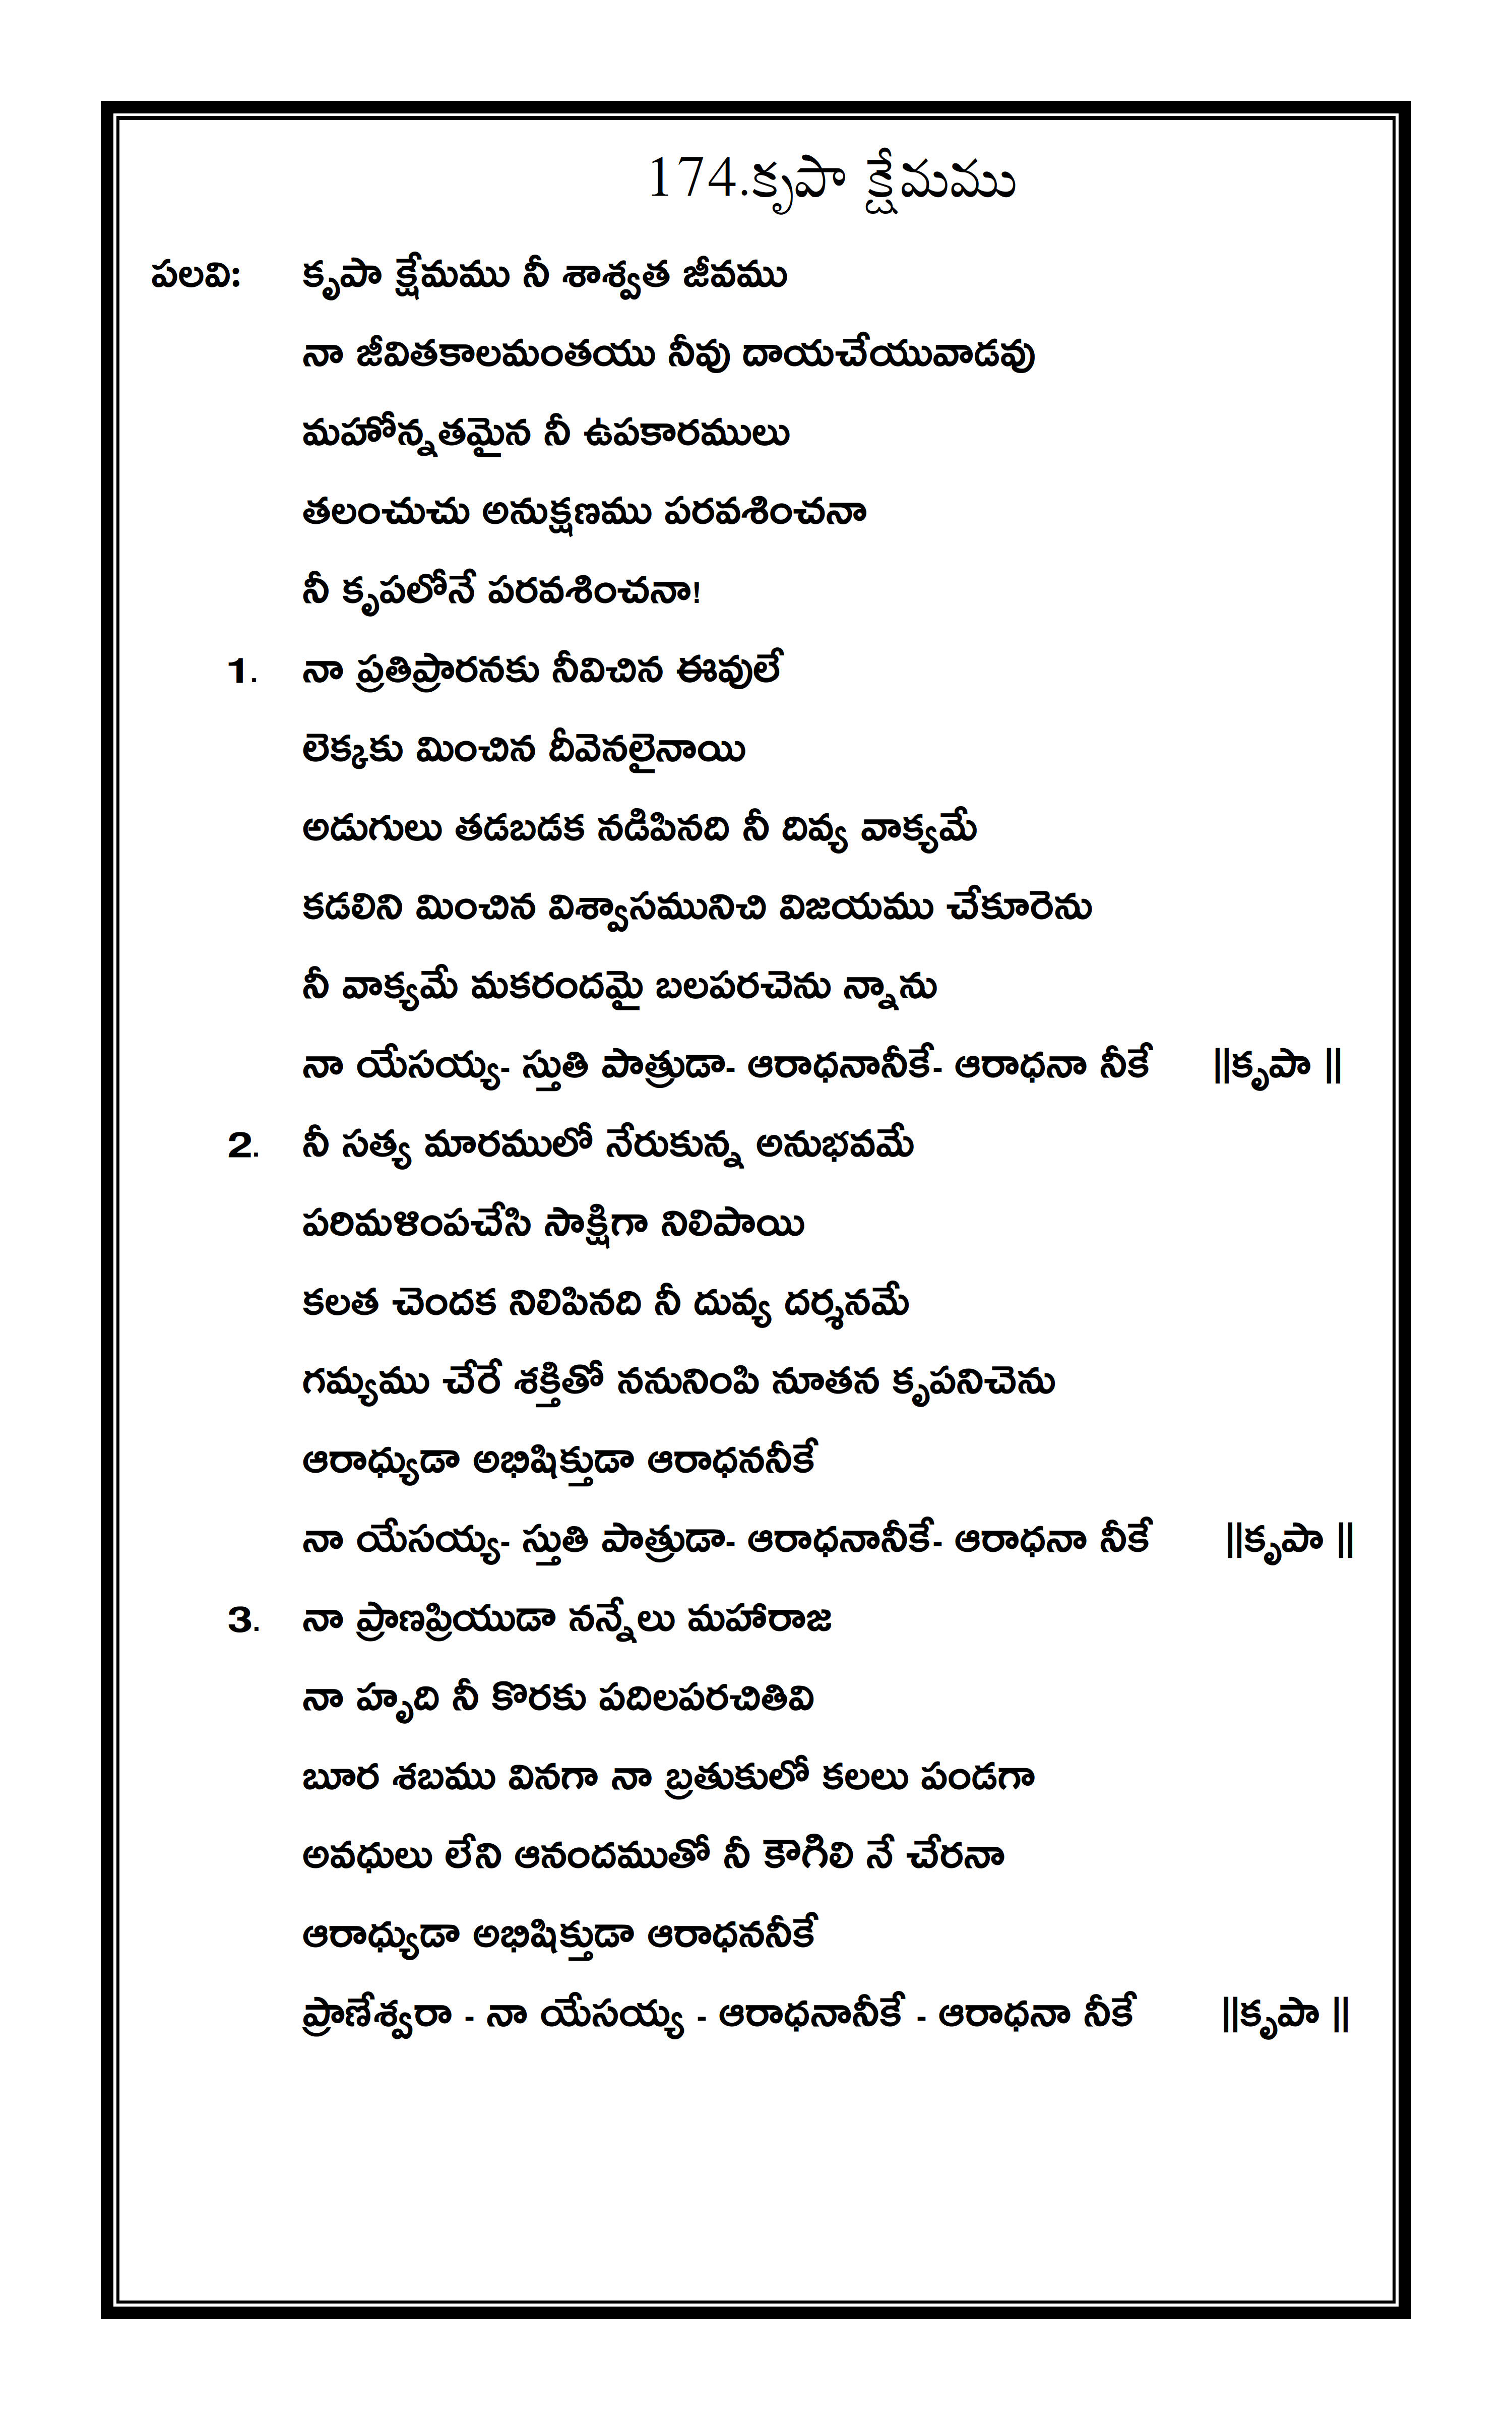 174.కృపా క్షేమము
పలవి: కృపా క్షేమము నీ శాశ్వత జీవము
నా జీవితకాలమంతయు నీవు దాయచేయువాడవు
మహోన్నతమైన నీ ఉపకారములు
తలంచుచు అనుక్షణము పరవశించనా
నీ కృపలోనే పరవశించనా!
1. నా ప్రతిప్రారనకు నీవిచిన ఈవులే
లెక్కకు మించిన దీవెనలైనాయి
అడుగులు తడబడక నడిపినది నీ దివ్య వాక్యమే
కడలిని మించిన విశ్వాసమునిచి విజయము చేకూరెను
నీ వాక్యమే మకరందమై బలపరచెను న్నాను
నా యేసయ్య- స్తుతి పాత్రుడా- ఆరాధనానీకే- ఆరాధనా నీకే ||కృపా ||
2. నీ సత్య మారములో నేరుకున్న అనుభవమే
పరిమళింపచేసి సాక్షిగా నిలిపాయి
కలత చెందక నిలిపినది నీ దువ్య దర్శనమే
గమ్యము చేరే శక్తితో ననునింపి నూతన కృపనిచెను
ఆరాధ్యుడా అభిషిక్తుడా ఆరాధననీకే
నా యేసయ్య- స్తుతి పాత్రుడా- ఆరాధనానీకే- ఆరాధనా నీకే ||కృపా ||
3. నా ప్రాణప్రియుడా నన్నేలు మహారాజ
నా హృది నీ కొరకు పదిలపరచితివి
బూర శబము వినగా నా బ్రతుకులో కలలు పండగా
అవధులు లేని ఆనందముతో నీ కౌగిలి నే చేరనా
ఆరాధ్యుడా అభిషిక్తుడా ఆరాధననీకే
ప్రాణేశ్వరా - నా యేసయ్య - ఆరాధనానీకే - ఆరాధనా నీకే ||కృపా ||